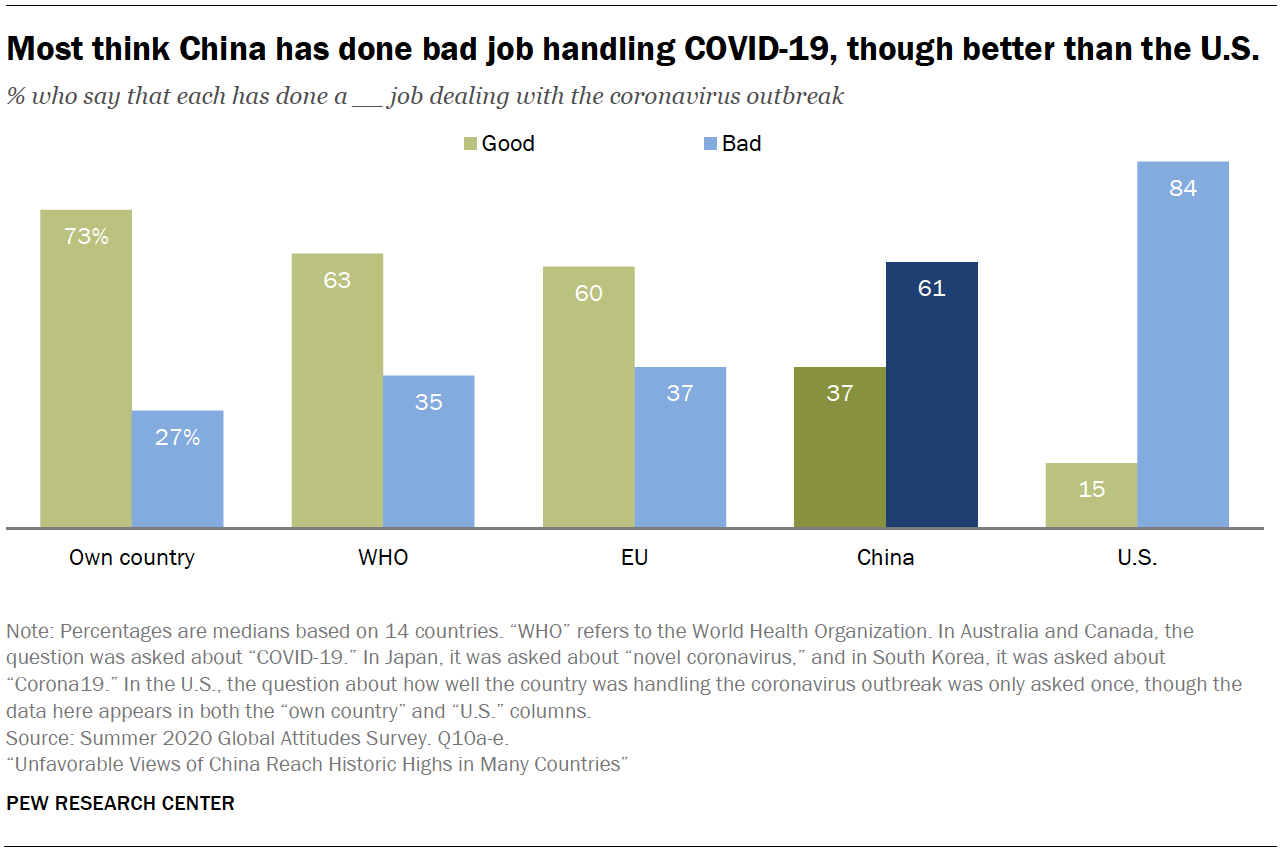 Most think China has done bad job handling COVID-19, though better than the U.S.
% who say that each has done a __ job dealing with the coronavirus outbreak
Good Bad
73% 27% 63 35 60 37 37 61 15 84
Own country WHO EU China U.S.
Note: Percentages are medians based on 14 countries. “WHO” refers to the World Health Organization. In Australia and Canada, the
question was asked about “COVID-19.” In Japan, it was asked about “novel coronavirus,” and in South Korea, it was asked about
“Corona19.” In the U.S., the question about how well the country was handling the coronavirus outbreak was only asked once, though the
data here appears in both the “own country” and “U.S.” columns.
Source: Summer 2020 Global Attitudes Survey. Q10a-e.
“Unfavorable Views of China Reach Historic Highs in Many Countries”
PEW RESEARCH CENTER